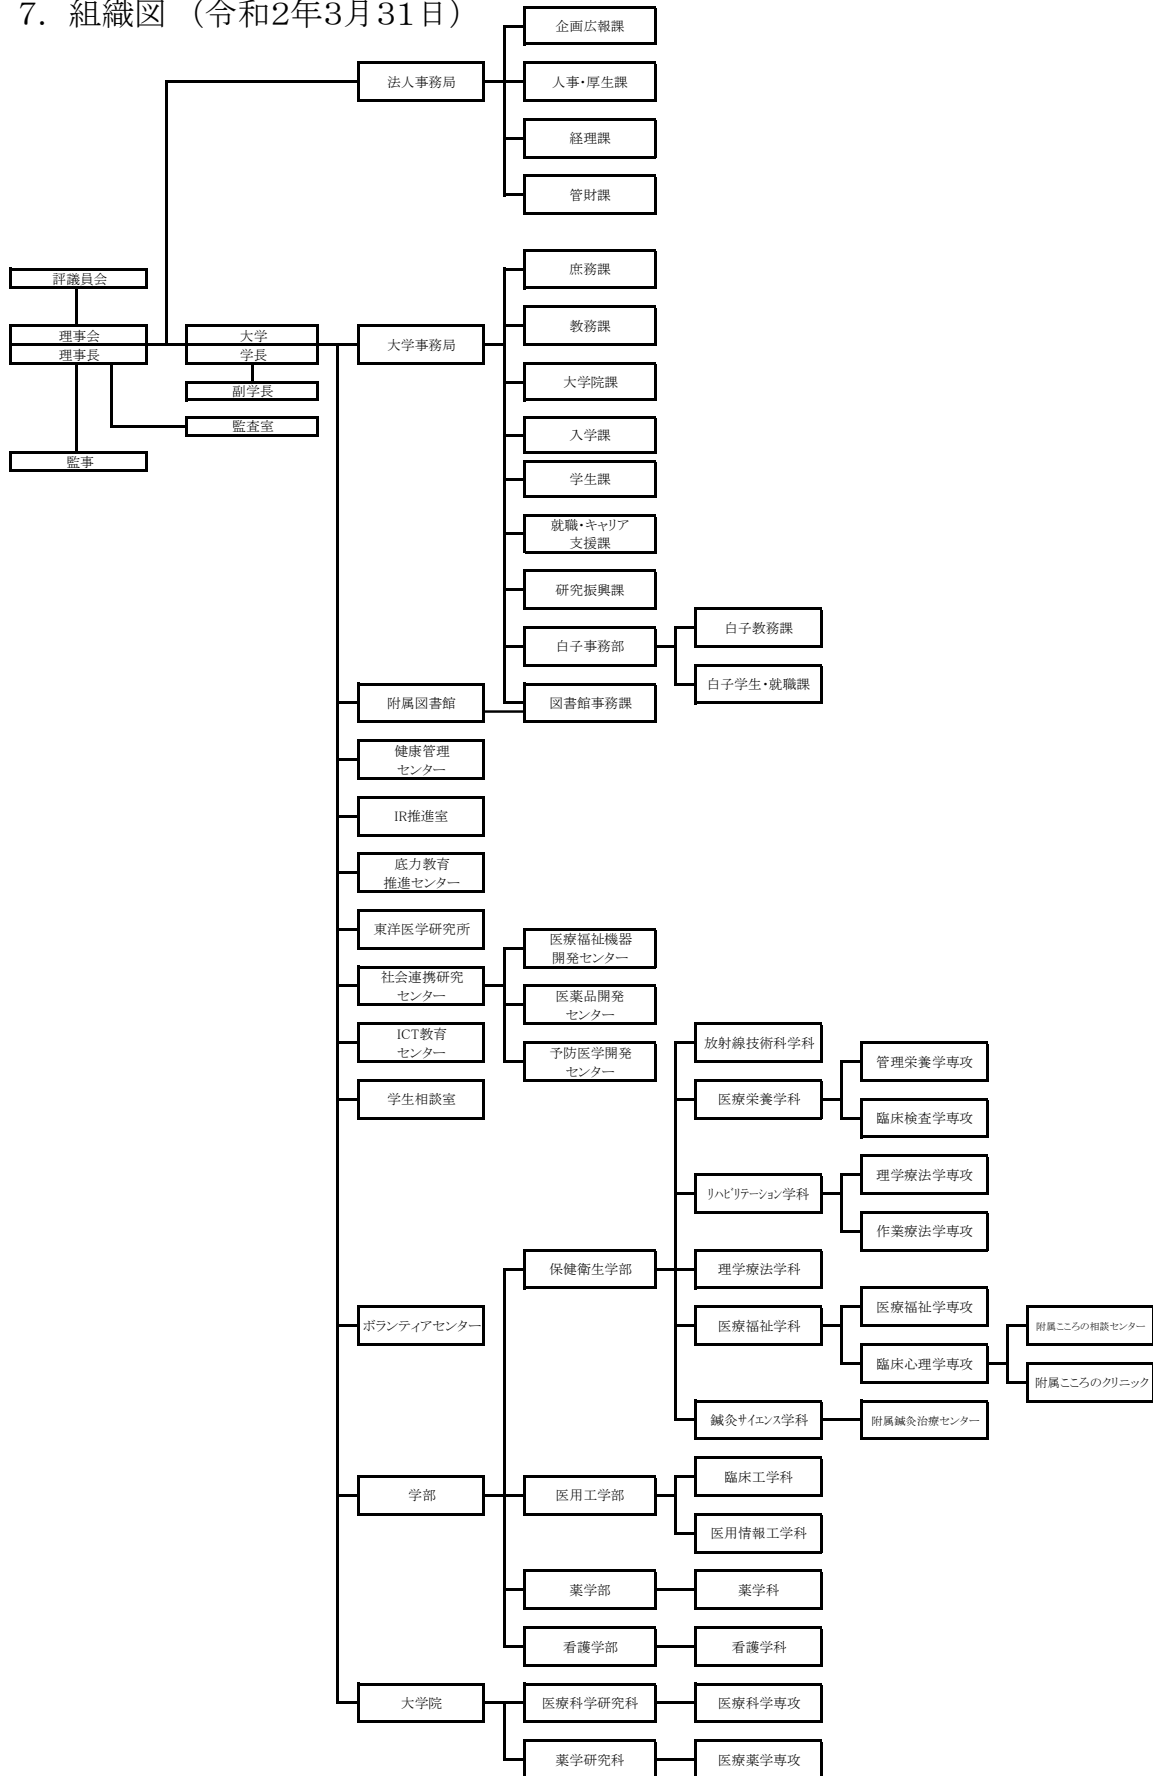 7. 組織図 （令和2年3月31日）
企画広報課
法人事務局
人事・厚生課
経理課
管財課
評議員会
理事会
理事長
監事
大学
学長
副学長
監査室
大学事務局
庶務課
教務課
大学院課
入学課
学生課
就職・キャリア
支援課
研究振興課
白子事務部
白子教務課
白子学生・就職課
附属図書館
図書館事務課
健康管理
センター
IR推進室
底力教育
推進センター
東洋医学研究所
社会連携研究
センター
医療福祉機器
開発センター
医薬品開発
センター
予防医学開発
センター
ICT教育
センター
学生相談室
ボランティアセンター
学部
保健衛生学部
放射線技術科学科
医療栄養学科
管理栄養学専攻
臨床検査学専攻
リハビリテーション学科
理学療法学専攻
作業療法学専攻
理学療法学科
医療福祉学科
医療福祉学専攻
臨床心理学専攻
附属こころの相談センター
附属こころのクリニック
鍼灸サイエンス学科
附属鍼灸治療センター
医用工学部
臨床工学科
医用情報工学科
薬学部
薬学科
看護学部
看護学科
大学院
医療科学研究科
医療科学専攻
薬学研究科
医療薬学専攻